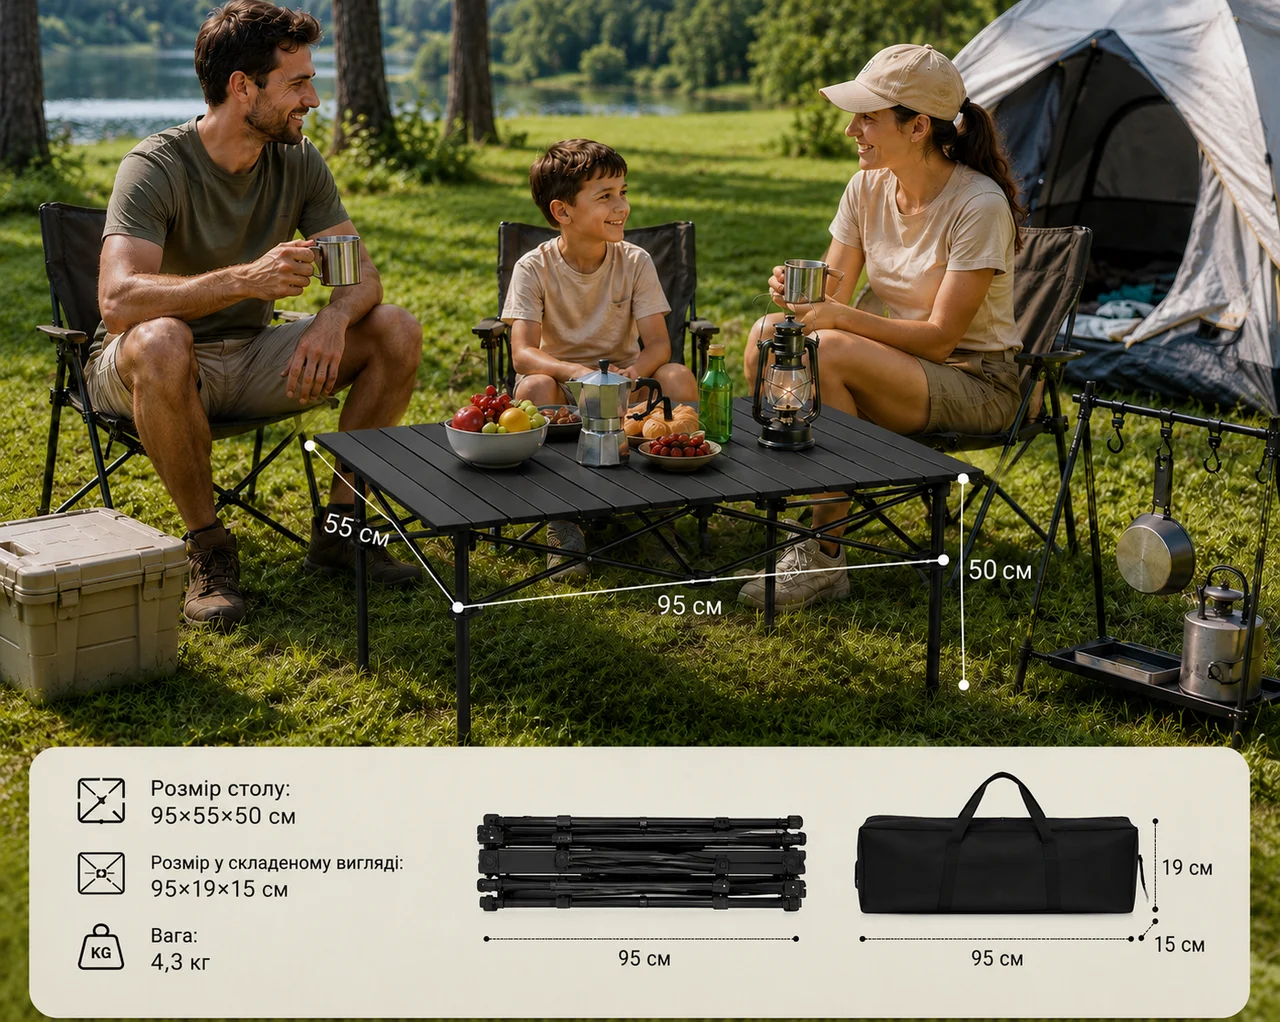 55 см
95 см
50 см
Розмір столу:
95×55×50 см
Розмір у складеному вигляді:
95×19×15 см
KG
Вага:
4,3 кг
95 см
95 см
19 см
15 см